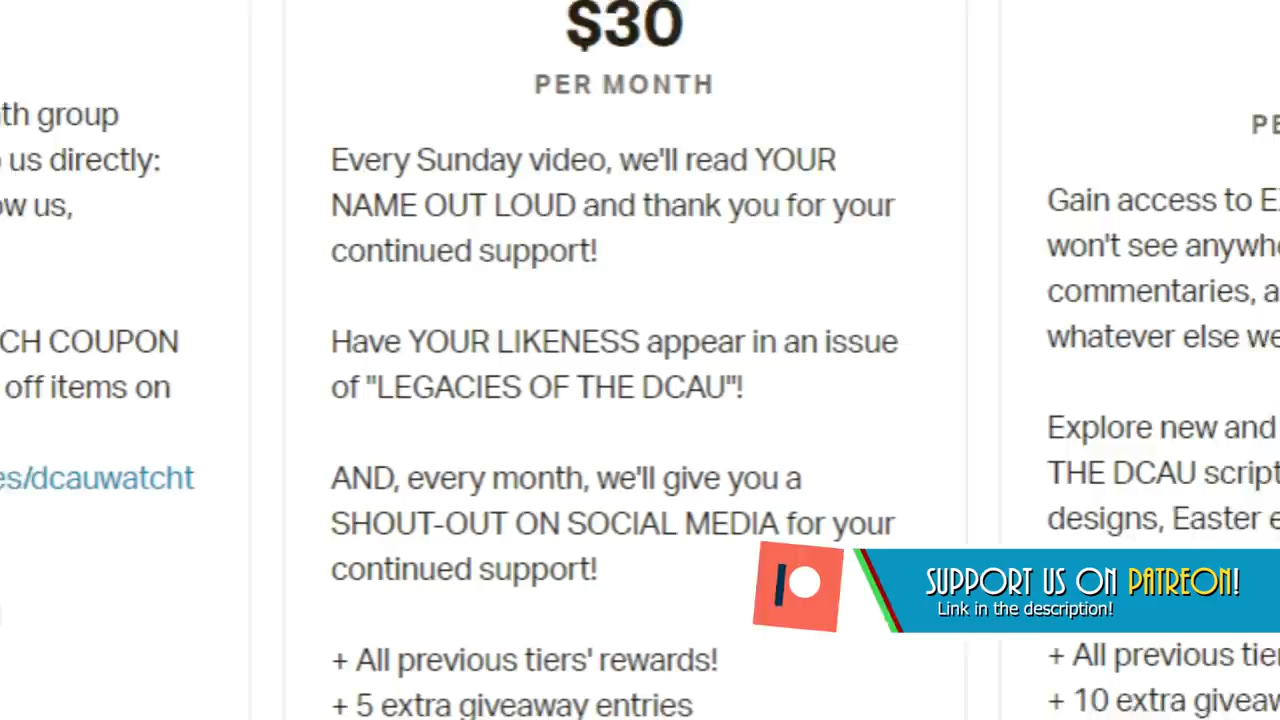 th group
us directly:
ow us,
CH COUPON
off items on
es/dcauwatcht
$30
PER MONTH
Every Sunday video, we'll read YOUR
NAME OUT LOUD and thank you for your
continued support!
Have YOUR LIKENESS appear in an issue
of "LEGACIES OF THE DCAU"!
AND, every month, we'll give you a
SHOUT-OUT ON SOCIAL MEDIA for your
continued support!
+ All previous tiers' rewards!
+ 5 extra giveaway entries
PE
Gain access to E
won't see anywh
commentaries, a
whatever else we
Explore new and
THE DCAU script
designs, Easter e
SUPPORT US ON PATREON!
Link in the description!
+ All previous tie
+ 10 extra giveaw